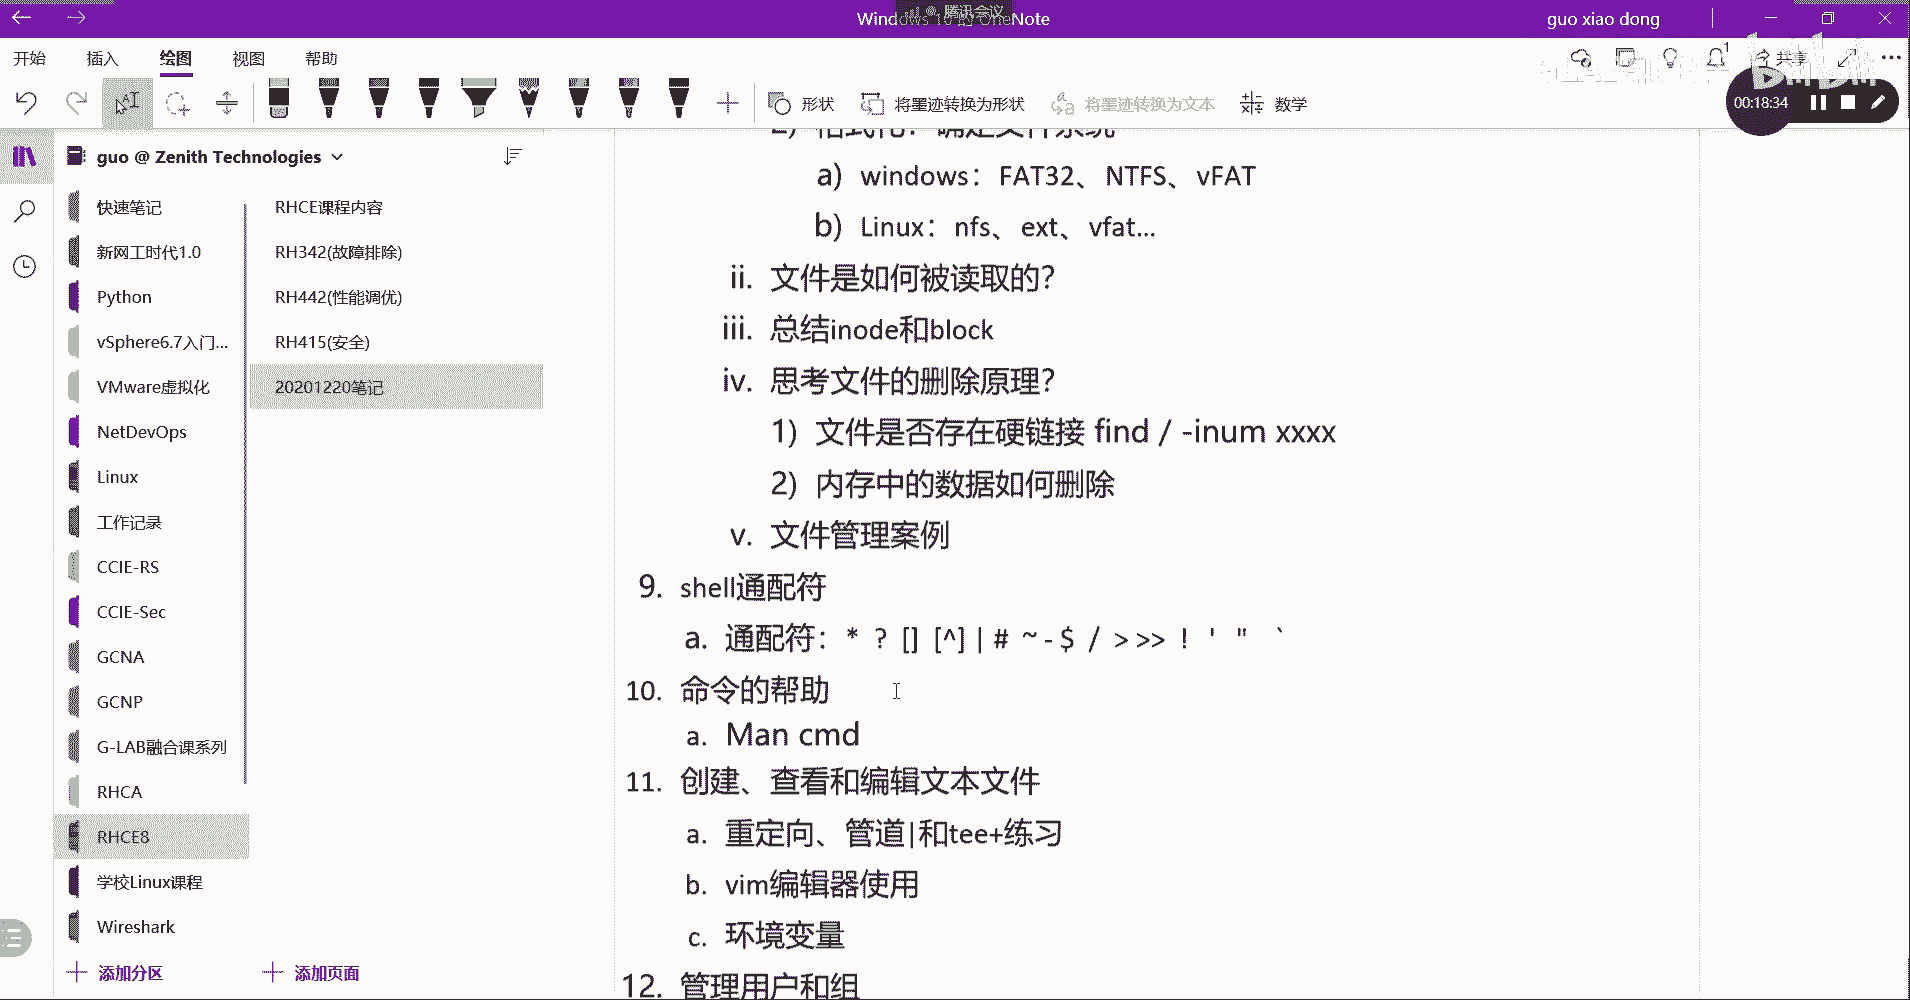 Windows 10 的 OneNote
腾讯会议
guo xiao dong
开始 插入 绘图 视图 帮助
共享
形状 将墨迹转换为形状 将墨迹转换为文本 数学
00:18:34
guo @ Zenith Technologies
快速笔记
新网工时代1.0
Python
vSphere6.7入门...
VMware虚拟化
NetDevOps
Linux
工作记录
CCIE-RS
CCIE-Sec
GCNA
GCNP
G-LAB融合课系列
RHCA
RHCE8
学校Linux课程
Wireshark
添加分区
RHCE课程内容
RH342(故障排除)
RH442(性能调优)
RH415(安全)
20201220笔记
添加页面
2) 格式化：确定文件系统
a) windows：FAT32、NTFS、vFAT
b) Linux：nfs、ext、vfat...
ii. 文件是如何被读取的?
iii. 总结inode和block
iv. 思考文件的删除原理?
1) 文件是否存在硬链接 find / -inum xxxx
2) 内存中的数据如何删除
v. 文件管理案例
9. shell通配符
a. 通配符：* ? [] [^] | # ~ - $ / > >> ! ' " `
10. 命令的帮助
a. Man cmd
11. 创建、查看和编辑文本文件
a. 重定向、管道|和tee+练习
b. vim编辑器使用
c. 环境变量
12. 管理用户和组